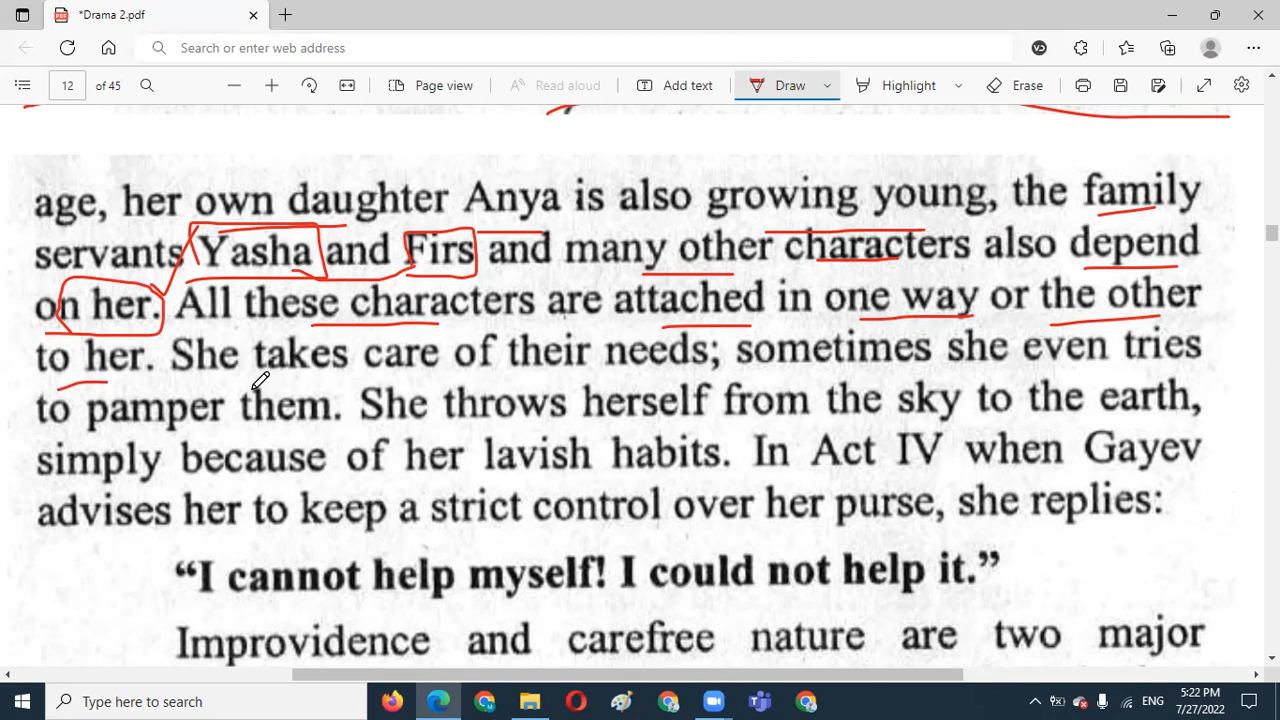 *Drama 2.pdf
Search or enter web address
12 of 45
Page view
Read aloud
Add text
Draw
Highlight
Erase
age, her own daughter Anya is also growing young, the family
servants Yasha and Firs and many other characters also depend
on her. All these characters are attached in one way or the other
to her. She takes care of their needs; sometimes she even tries
to pamper them. She throws herself from the sky to the earth,
simply because of her lavish habits. In Act IV when Gayev
advises her to keep a strict control over her purse, she replies:
“I cannot help myself! I could not help it.”
Improvidence and carefree nature are two major
Type here to search
ENG
5:22 PM
7/27/2022